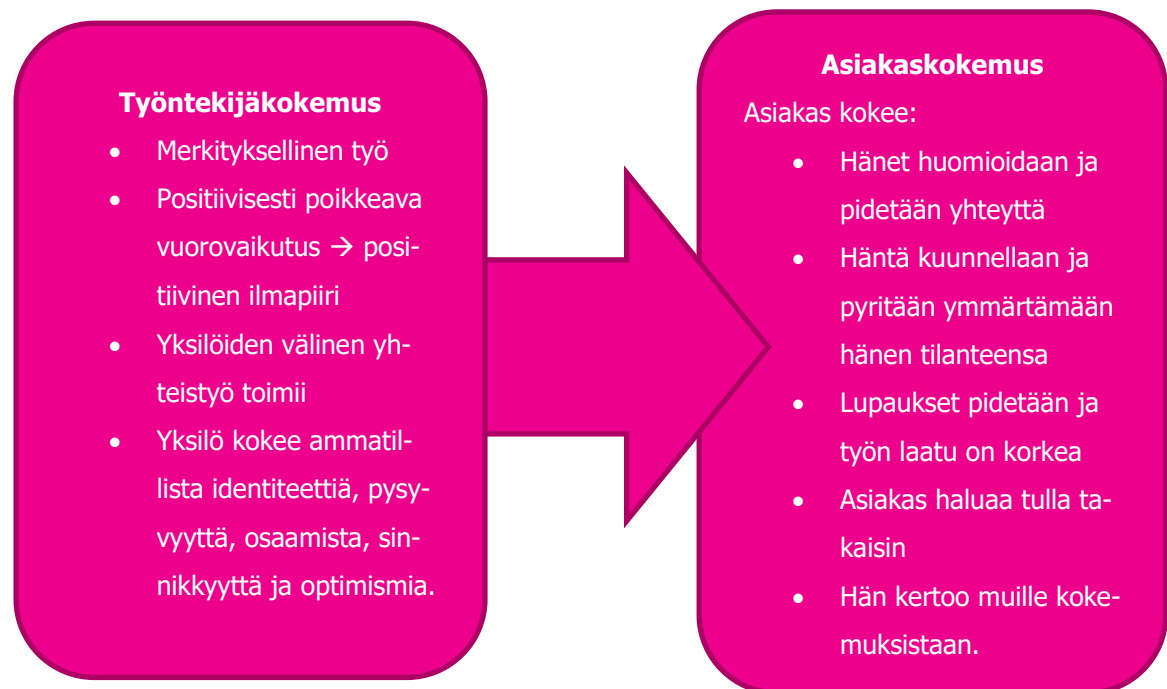 Työntekijäkokemus
• Merkityksellinen työ
• Positiivisesti poikkeava
vuorovaikutus → posi-
tiivinen ilmapiiri
• Yksilöiden välinen yh-
teistyö toimii
• Yksilö kokee ammatil-
lista identiteettiä, pysy-
vyyttä, osaamista, sin-
nikkyyttä ja optimismia.
Asiakaskokemus
Asiakas kokee:
• Hänet huomioidaan ja
pidetään yhteyttä
• Häntä kuunnellaan ja
pyritään ymmärtämään
hänen tilanteensa
• Lupaukset pidetään ja
työn laatu on korkea
• Asiakas haluaa tulla ta-
kaisin
• Hän kertoo muille koke-
muksistaan.